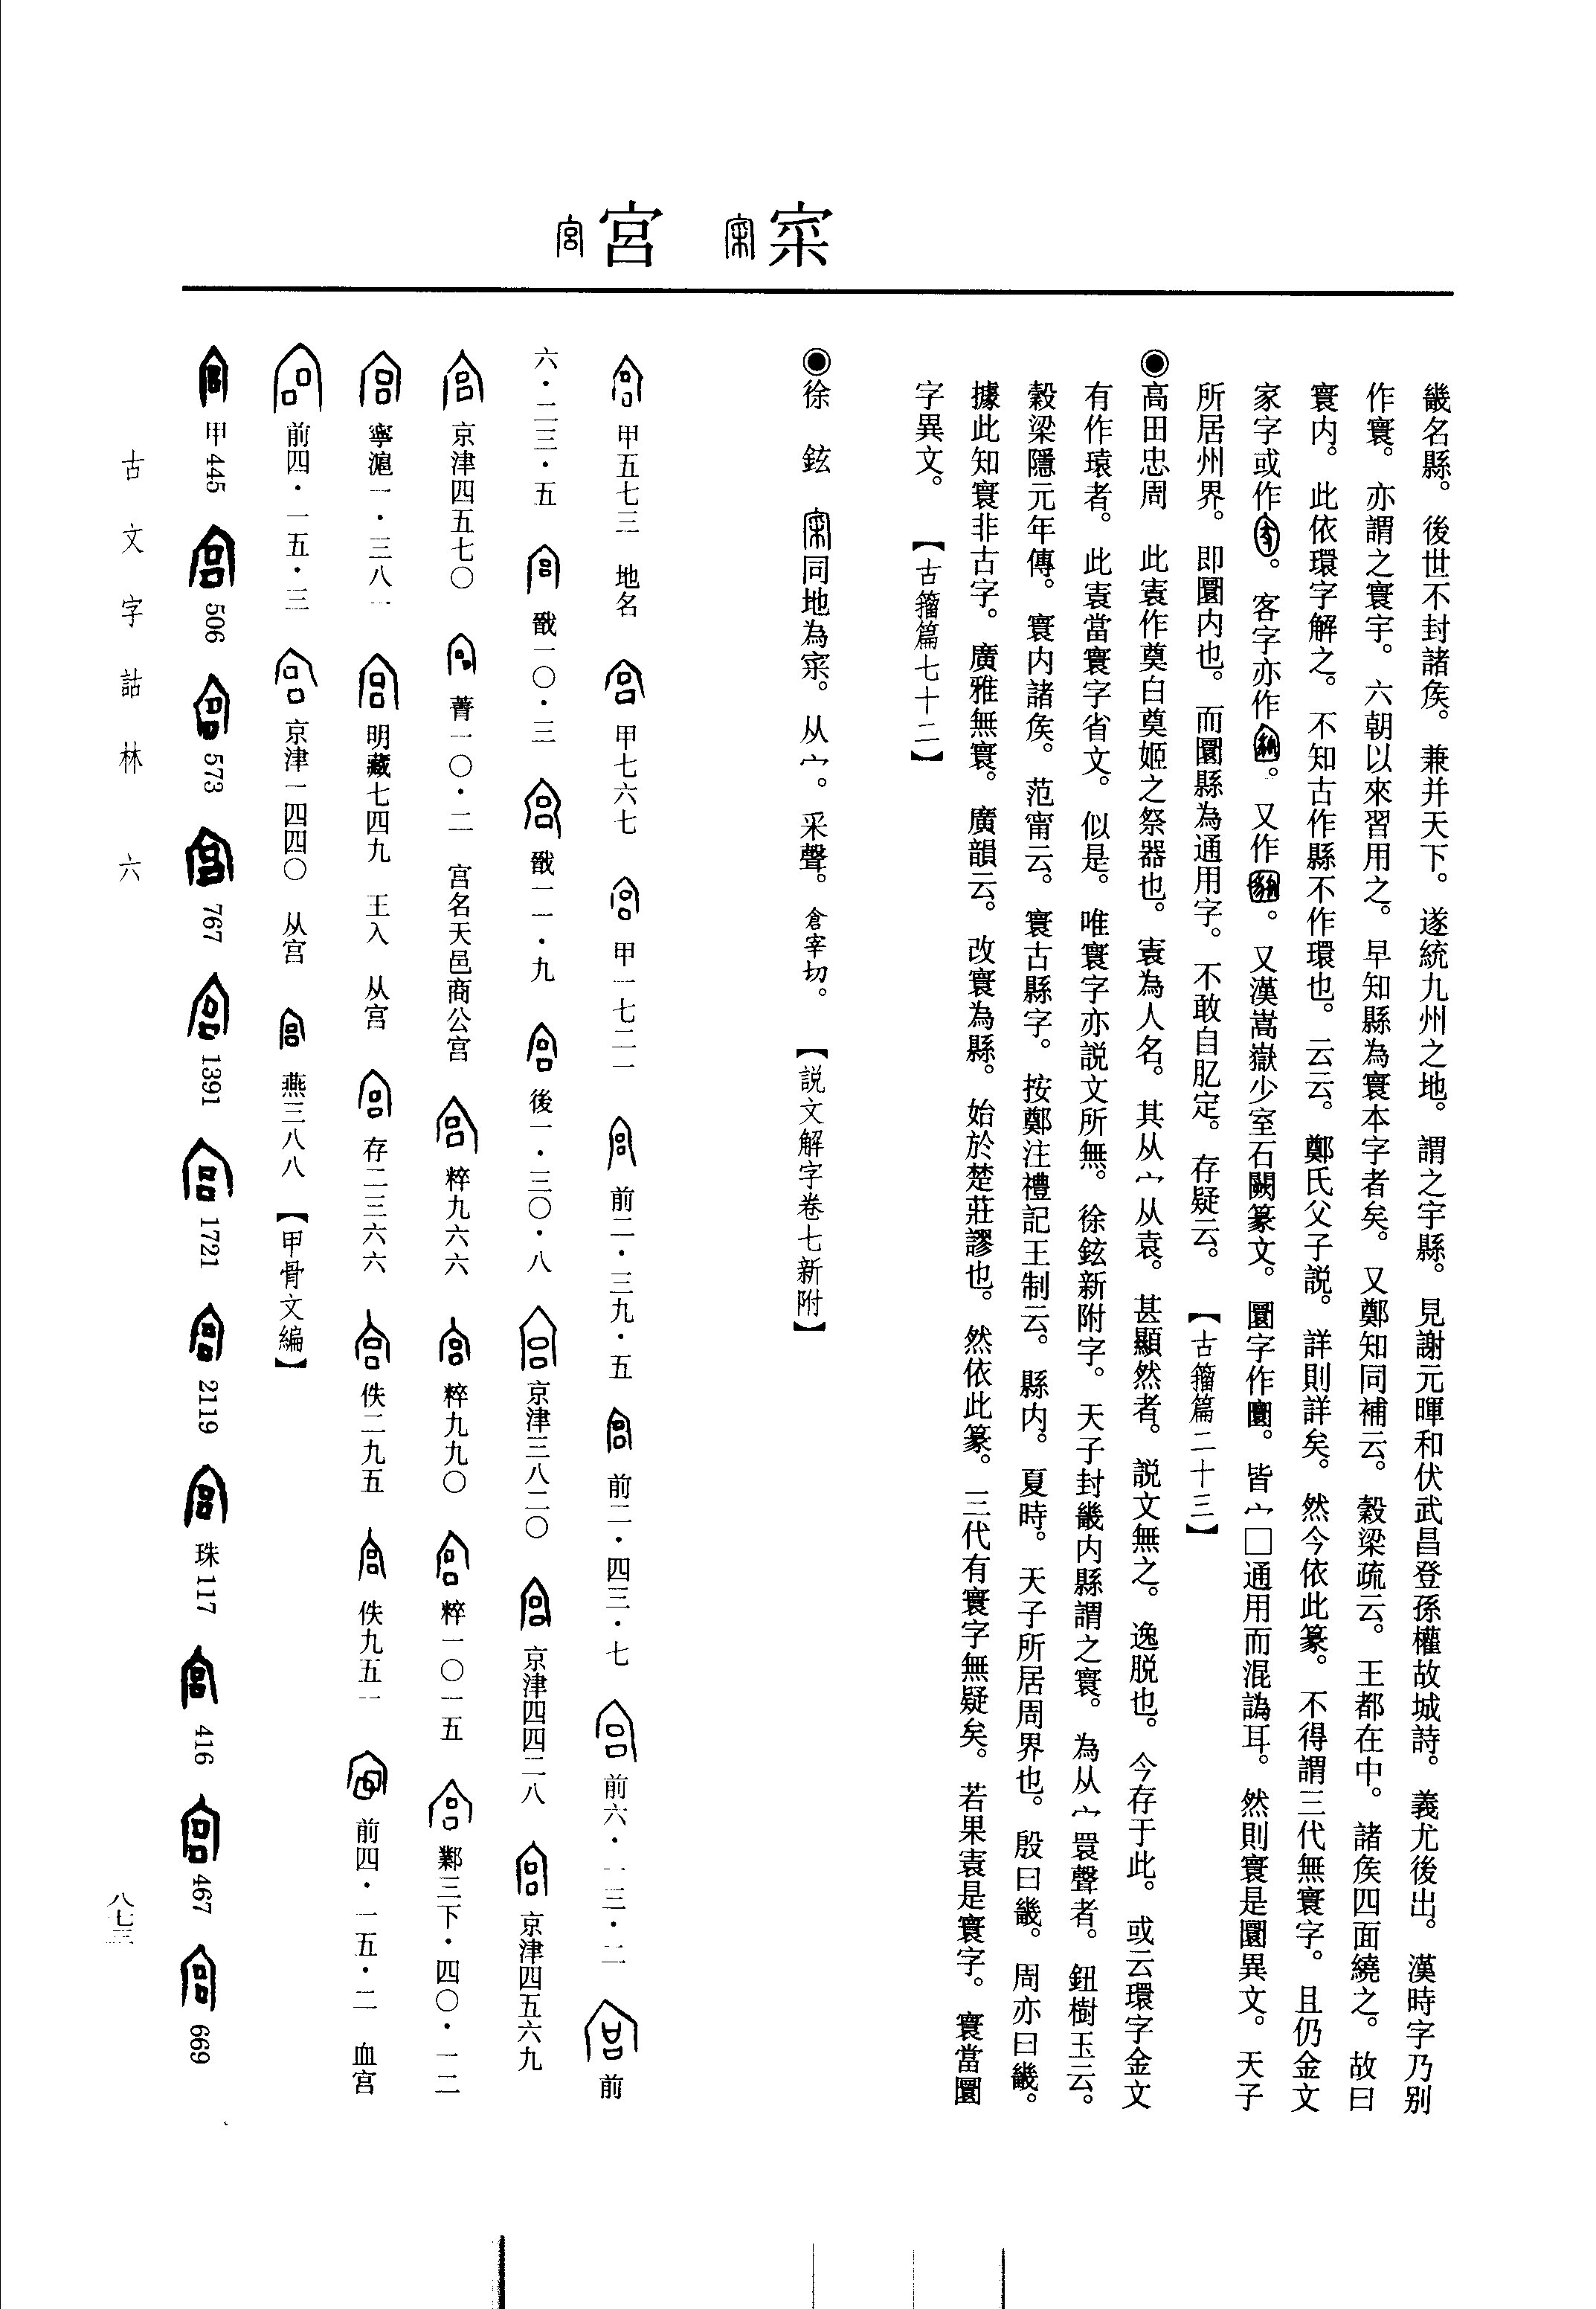 寀 宮
畿名縣。後世不封諸矦。兼并天下。遂統九州之地。謂之宇縣。見謝元暉和伏武昌登孫權故城詩。義尤後出。漢時字乃別
作寰。亦謂之寰宇。六朝以來習用之。早知縣為寰本字者矣。又鄭知同補云。穀梁疏云。王都在中。諸矦四面繞之。故曰
寰内。此依環字解之。不知古作縣不作環也。云云。鄭氏父子説。詳則詳矣。然今依此篆。不得謂三代無寰字。且仍金文
家字或作。客字亦作。又作。又漢嵩嶽少室石闕篆文。圜字作。皆宀囗通用而混譌耳。然則寰是圜異文。天子
所居州界。即圜内也。而圜縣為通用字。不敢自肊定。存疑云。【古籀篇二十三】
◉高田忠周 此㝨作奠白奠姬之祭器也。㝨為人名。其从宀从袁。甚顯然者。説文無之。逸脱也。今存于此。或云環字金文
有作瑗者。此㝨當寰字省文。似是。唯寰字亦説文所無。徐鉉新附字。天子封畿内縣謂之寰。為从宀睘聲者。鈕樹玉云。
穀梁隱元年傳。寰内諸矦。范甯云。寰古縣字。按鄭注禮記王制云。縣内。夏時。天子所居周界也。殷曰畿。周亦曰畿。
據此知寰非古字。廣雅無寰。廣韻云。改寰為縣。始於楚莊謬也。然依此篆。三代有寰字無疑矣。若果㝨是寰字。寰當圜
字異文。【古籀篇七十二】
◉徐 鉉 同地為寀。从宀。采聲。倉宰切。【説文解字卷七新附】
甲五七三 地名 甲七六七 甲一七二一 前二·三九·五 前二·四三·七 前六·一三·二 前
六·二三·五 戩一〇·三 戩一一·九 後一·三〇·八 京津三八二〇 京津四四二八 京津四五六九
京津四五七〇 菁一〇·二 宮名天邑商公宮 粹九六六 粹九九〇 粹一〇一五 鄴三下·四〇·一二
寧滬一·三八一 明藏七四九 王入 从宮 存二三六六 佚二九五 佚九五一 前四·一五·二 血宮
前四·一五·三 京津一四四〇 从宮 燕三八八【甲骨文編】
甲445 506 573 767 1391 1721 2119 珠117 416 467 669
古文字詁林 六
八七三